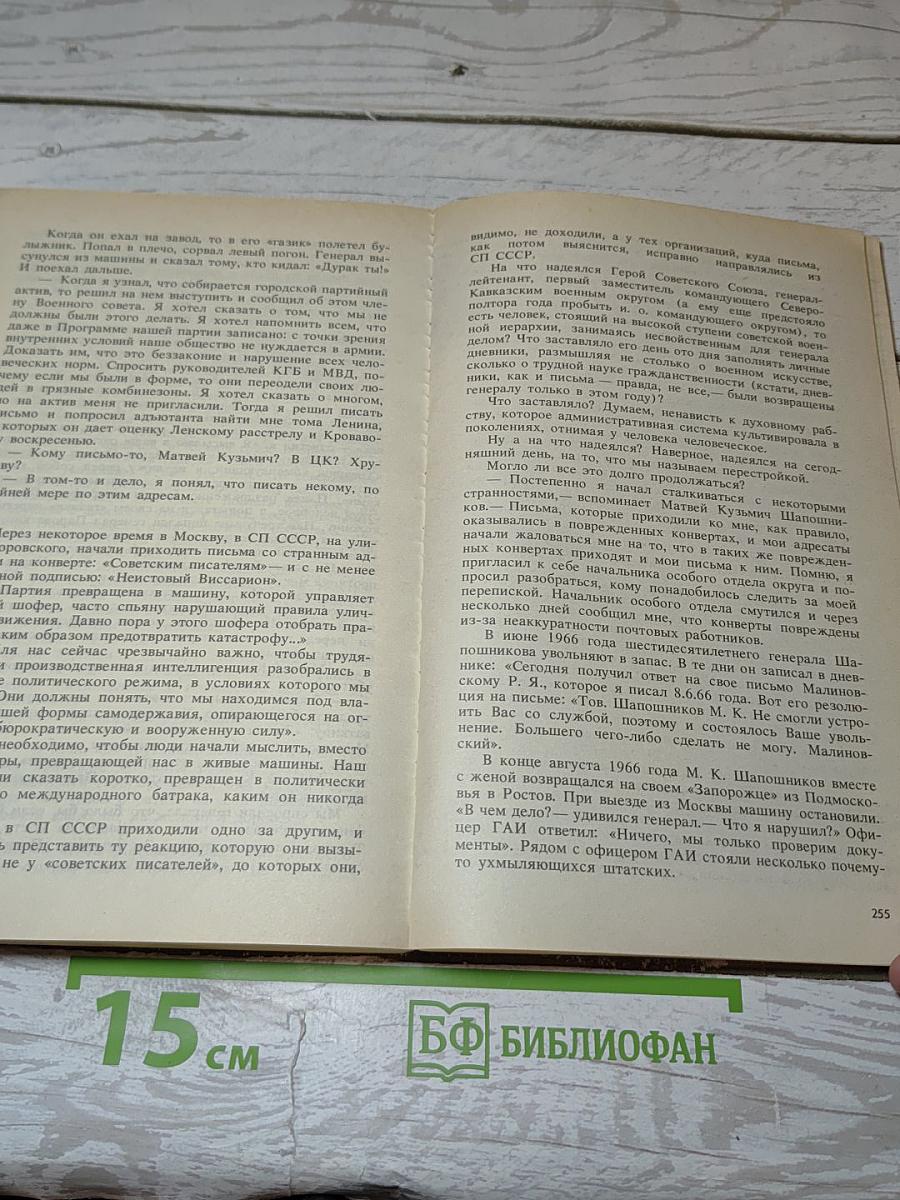 Когда он ехал на завод, то в его «газик» полетел бу-
лыжник. Попал в плечо, сорвал левый погон. Генерал вы-
сунулся из машины и сказал тому, кто кидал: «Дурак ты!»
И поехал дальше.
— Когда я узнал, что собирается городской партийный
актив, то решил на нем выступить и сообщил об этом чле-
ну Военного совета. Я хотел сказать о том, что мы не
должны были этого делать. Я хотел напомнить всем, что
даже в Программе нашей партии записано: с точки зрения
внутренних условий наше общество не нуждается в армии.
Доказать им, что это беззаконие и нарушение всех чело-
веческих норм. Спросить руководителей КГБ и МВД, по-
чему если мы были в форме, то они переодели своих лю-
дей в грязные комбинезоны. Я хотел сказать о многом,
но на актив меня не пригласили. Тогда я решил писать
письмо и попросил адъютанта найти мне тома Ленина,
которых он дает оценку Ленскому расстрелу и Кроваво-
у воскресенью.
— Кому письмо-то, Матвей Кузьмич? В ЦК? Хру-
ву?
— В том-то и дело, я понял, что писать некому, по
йней мере по этим адресам.
Через некоторое время в Москву, в СП СССР, на ули-
оровского, начали приходить письма со странным ад-
и на конверте: «Советским писателям»— и с не менее
ной подписью: «Неистовый Виссарион».
Партия превращена в машину, которой управляет
й шофер, часто спьяну нарушающий правила улич-
вижения. Давно пора у этого шофера отобрать пра-
ким образом предотвратить катастрофу...»
ля нас сейчас чрезвычайно важно, чтобы трудя-
и производственная интеллигенция разобрались в
е политического режима, в условиях которого мы
Они должны понять, что мы находимся под вла-
шей формы самодержавия, опирающегося на ог-
бюрократическую и вооруженную силу».
необходимо, чтобы люди начали мыслить, вместо
ры, превращающей нас в живые машины. Наш
ли сказать коротко, превращен в политически
о международного батрака, каким он никогда
в СП СССР приходили одно за другим, и
ь представить ту реакцию, которую они вызы-
не у «советских писателей», до которых они,
видимо, не доходили, а у тех организаций, куда письма,
как потом выяснится, исправно направлялись из
СП СССР.
На что надеялся Герой Советского Союза, генерал-
лейтенант, первый заместитель командующего Северо-
Кавказским военным округом (а ему еще предстояло
полтора года пробыть и. о. командующего округом), то
есть человек, стоящий на высокой ступени советской воен-
ной иерархии, занимаясь несвойственным для генерала
делом? Что заставляло его день ото дня заполнять личные
дневники, размышляя не столько о военном искусстве,
сколько о трудной науке гражданственности (кстати, днев-
ники, как и письма — правда, не все,— были возвращены
генералу только в этом году)?
Что заставляло? Думаем, ненависть к духовному раб-
ству, которое административная система культивировала в
поколениях, отнимая у человека человеческое.
Ну а на что надеялся? Наверное, надеялся на сегод-
няшний день, на то, что мы называем перестройкой.
Могло ли все это долго продолжаться?
— Постепенно я начал сталкиваться с некоторыми
странностями,— вспоминает Матвей Кузьмич Шапошни-
ков.— Письма, которые приходили ко мне, как правило,
оказывались в поврежденных конвертах, и мои адресаты
начали жаловаться мне на то, что в таких же поврежден-
ных конвертах приходят и мои письма к ним. Помню, я
пригласил к себе начальника особого отдела округа и по-
просил разобраться, кому понадобилось следить за моей
перепиской. Начальник особого отдела смутился и через
несколько дней сообщил мне, что конверты повреждены
из-за неаккуратности почтовых работников.
В июне 1966 года шестидесятилетнего генерала Ша-
пошникова увольняют в запас. В те дни он записал в днев-
нике: «Сегодня получил ответ на свое письмо Малинов-
скому Р. Я., которое я писал 8.6.66 года. Вот его резолю-
ция на письме: «Тов. Шапошников М. К. Не смогли устро-
ить Вас со службой, поэтому и состоялось Ваше уволь-
нение. Большего чего-либо сделать не могу. Малинов-
ский».
В конце августа 1966 года М. К. Шапошников вместе
с женой возвращался на своем «Запорожце» из Подмоско-
вья в Ростов. При выезде из Москвы машину остановили.
«В чем дело?— удивился генерал.— Что я нарушил?» Офи-
цер ГАИ ответил: «Ничего, мы только проверим доку-
менты». Рядом с офицером ГАИ стояли несколько почему-
то ухмыляющихся штатских.
255
15 см
БФ БИБЛИОФАН